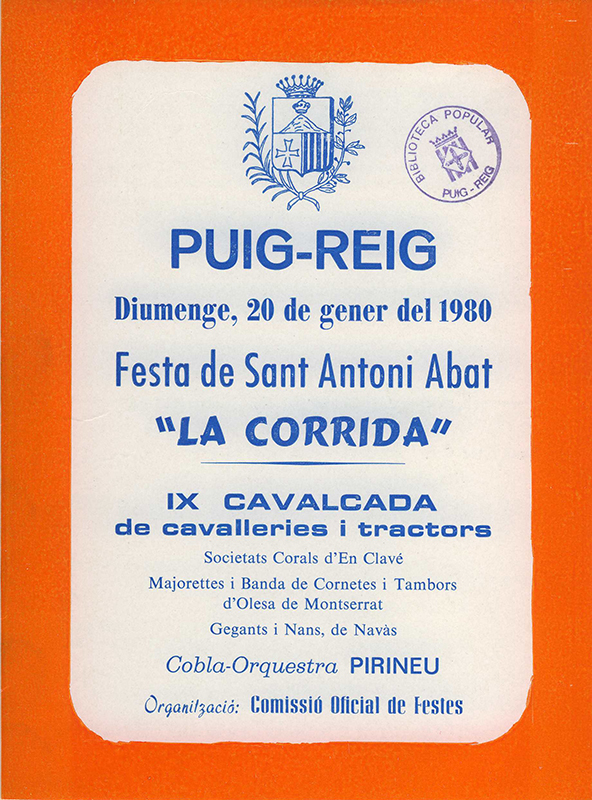 BIBLIOTECA POPULAR
PUIG-REIG
PUIG-REIG
Diumenge, 20 de gener del 1980
Festa de Sant Antoni Abat
"LA CORRIDA"
IX CAVALCADA
de cavalleries i tractors
Societats Corals d'En Clavé
Majorettes i Banda de Cornetes i Tambors
d'Olesa de Montserrat
Gegants i Nans, de Navàs
Cobla-Orquestra PIRINEU
Organització: Comissió Oficial de Festes